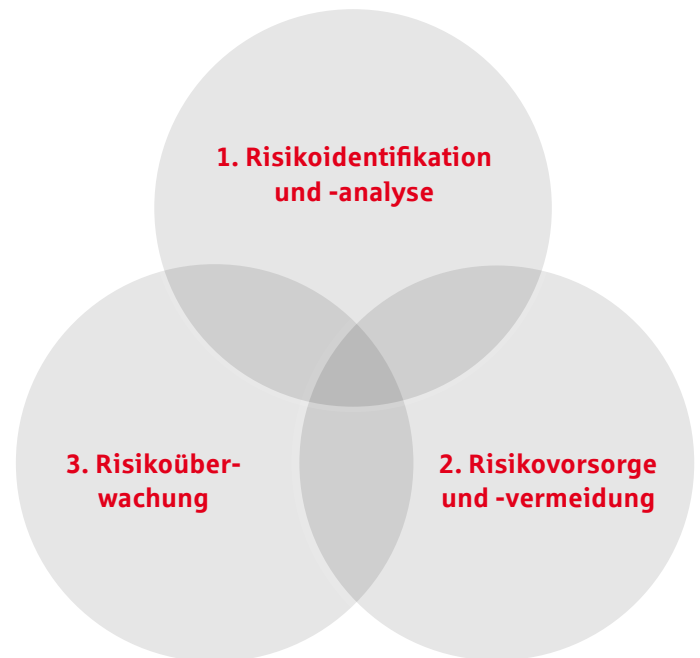 1. Risikoidentifikation
und -analyse
3. Risikoüber-
wachung
2. Risikovorsorge
und -vermeidung